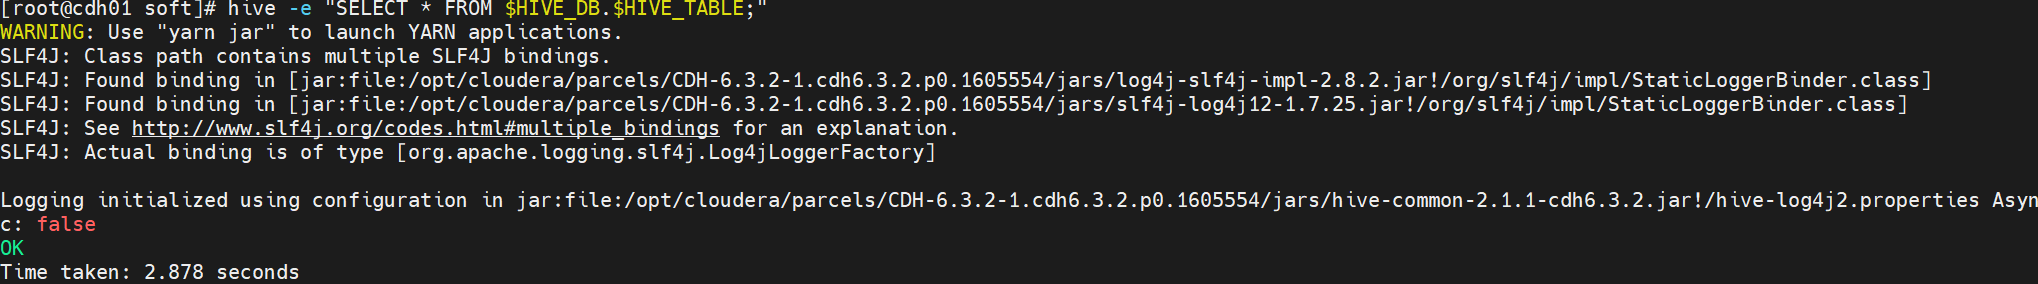 [root@cdh01 soft]# hive -e "SELECT * FROM $HIVE_DB.$HIVE_TABLE;"
WARNING: Use "yarn jar" to launch YARN applications.
SLF4J: Class path contains multiple SLF4J bindings.
SLF4J: Found binding in [jar:file:/opt/cloudera/parcels/CDH-6.3.2-1.cdh6.3.2.p0.1605554/jars/log4j-slf4j-impl-2.8.2.jar!/org/slf4j/impl/StaticLoggerBinder.class]
SLF4J: Found binding in [jar:file:/opt/cloudera/parcels/CDH-6.3.2-1.cdh6.3.2.p0.1605554/jars/slf4j-log4j12-1.7.25.jar!/org/slf4j/impl/StaticLoggerBinder.class]
SLF4J: See http://www.slf4j.org/codes.html#multiple_bindings for an explanation.
SLF4J: Actual binding is of type [org.apache.logging.slf4j.Log4jLoggerFactory]
Logging initialized using configuration in jar:file:/opt/cloudera/parcels/CDH-6.3.2-1.cdh6.3.2.p0.1605554/jars/hive-common-2.1.1-cdh6.3.2.jar!/hive-log4j2.properties Asyn
c: false
OK
Time taken: 2.878 seconds